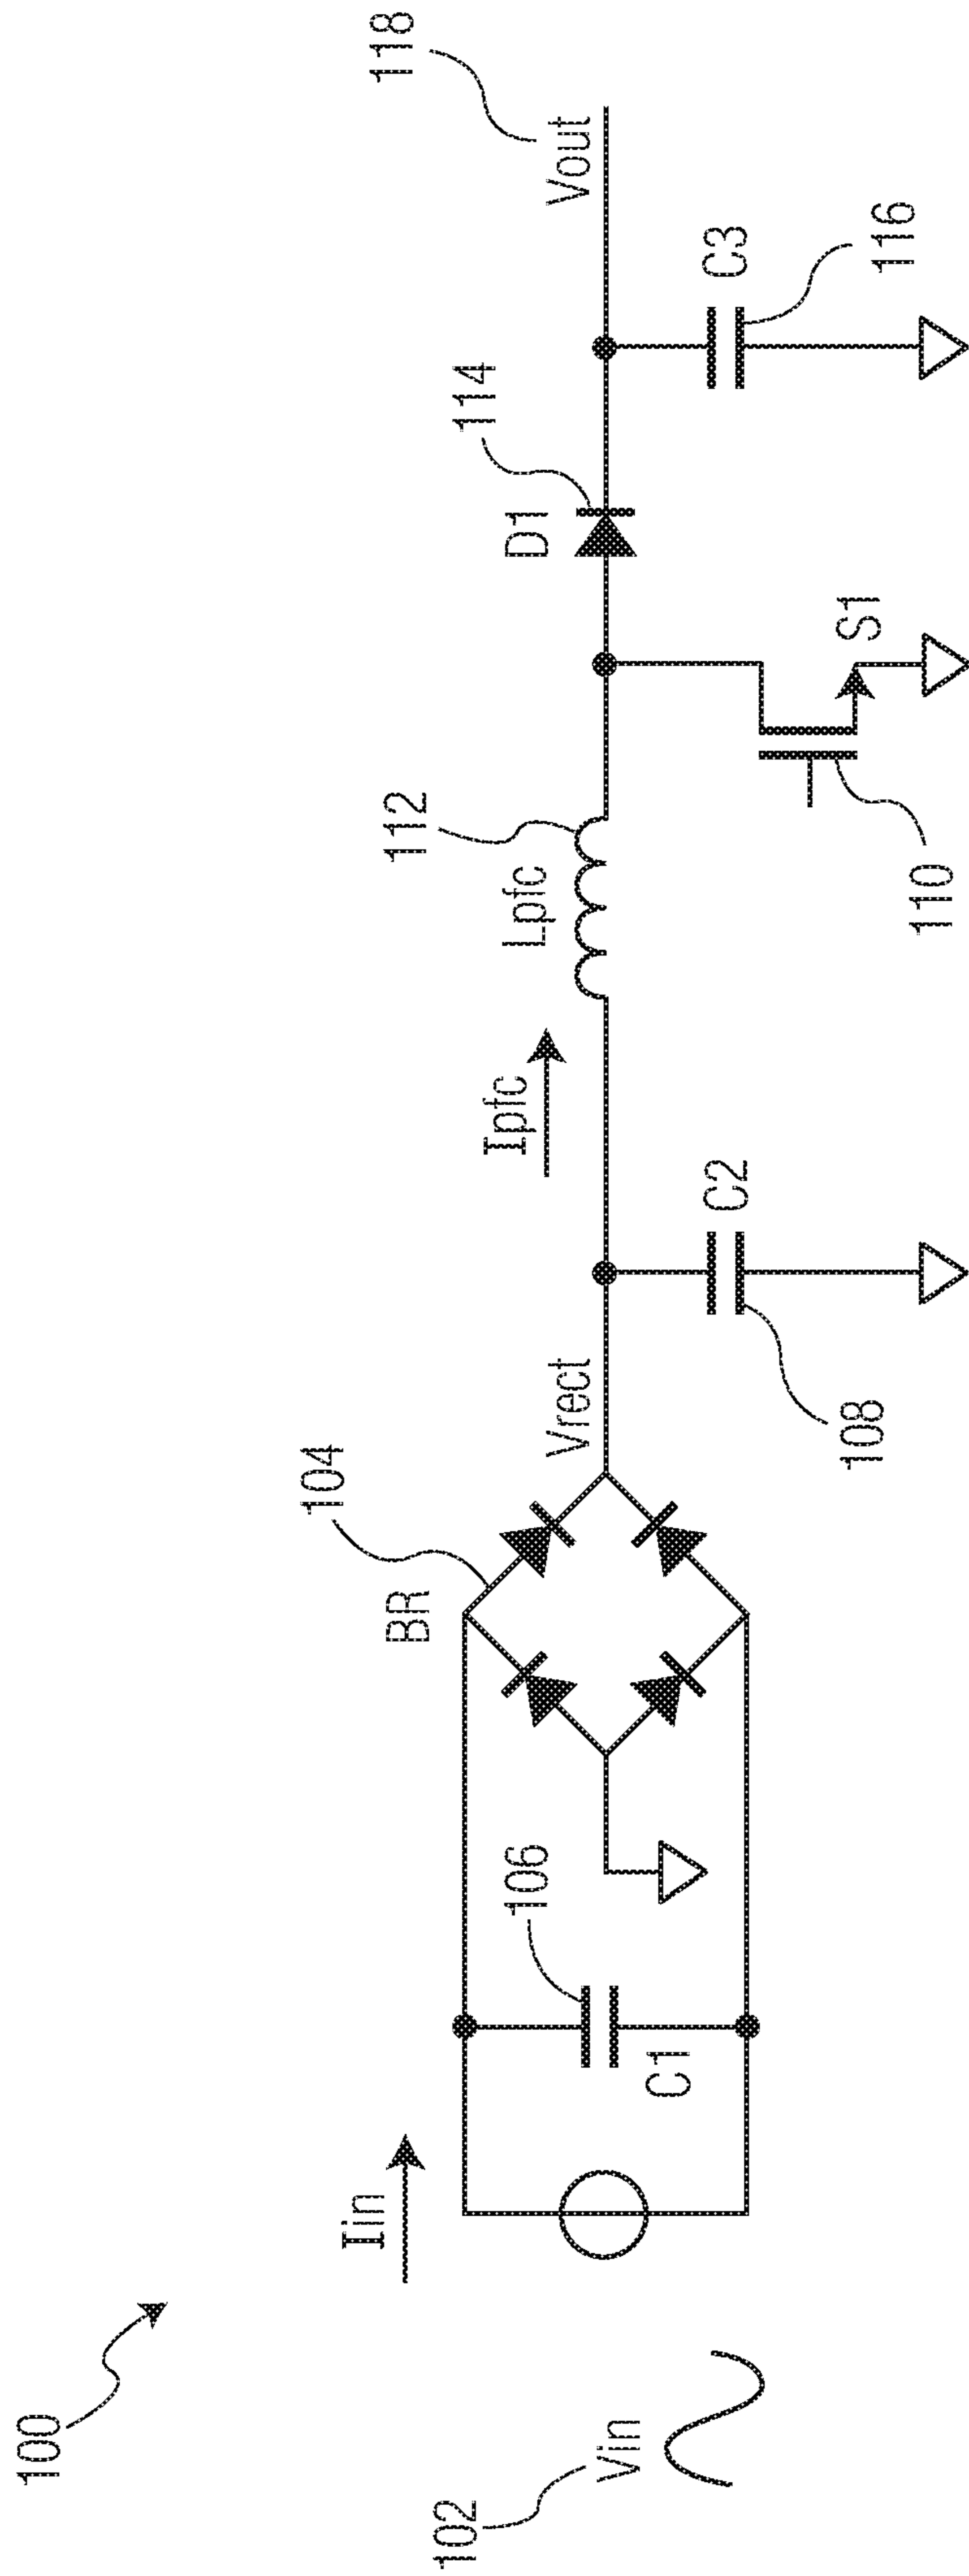 100
102
Vin
Iin
C1
106
BR
104
Vrect
C2
108
Ipfc
Lpfc
112
110
S1
D1
114
C3
116
Vout
118